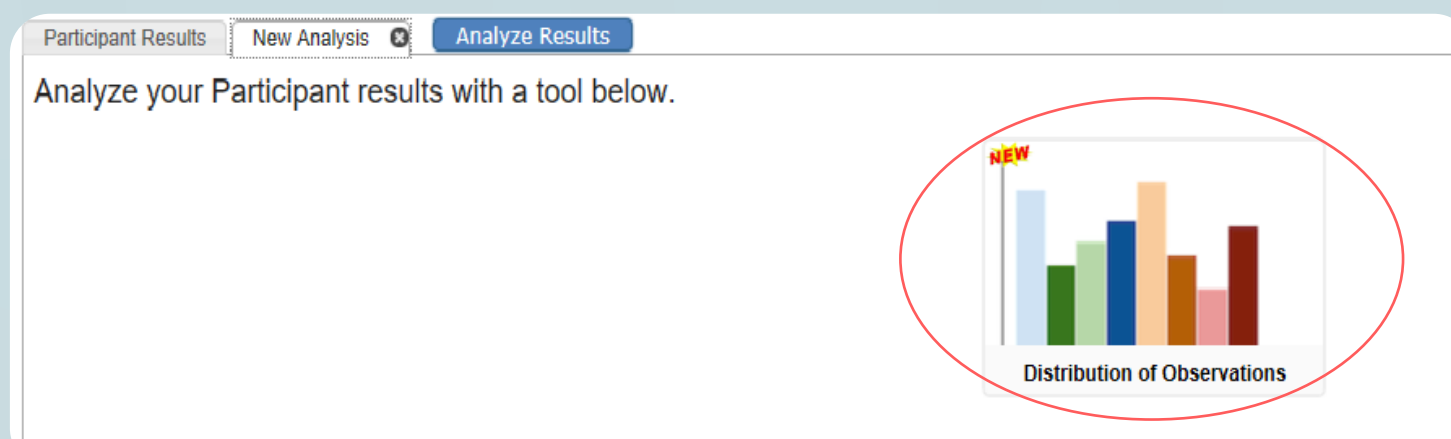 Participant Results New Analysis Analyze Results
Analyze your Participant results with a tool below.
NEW
Distribution of Observations